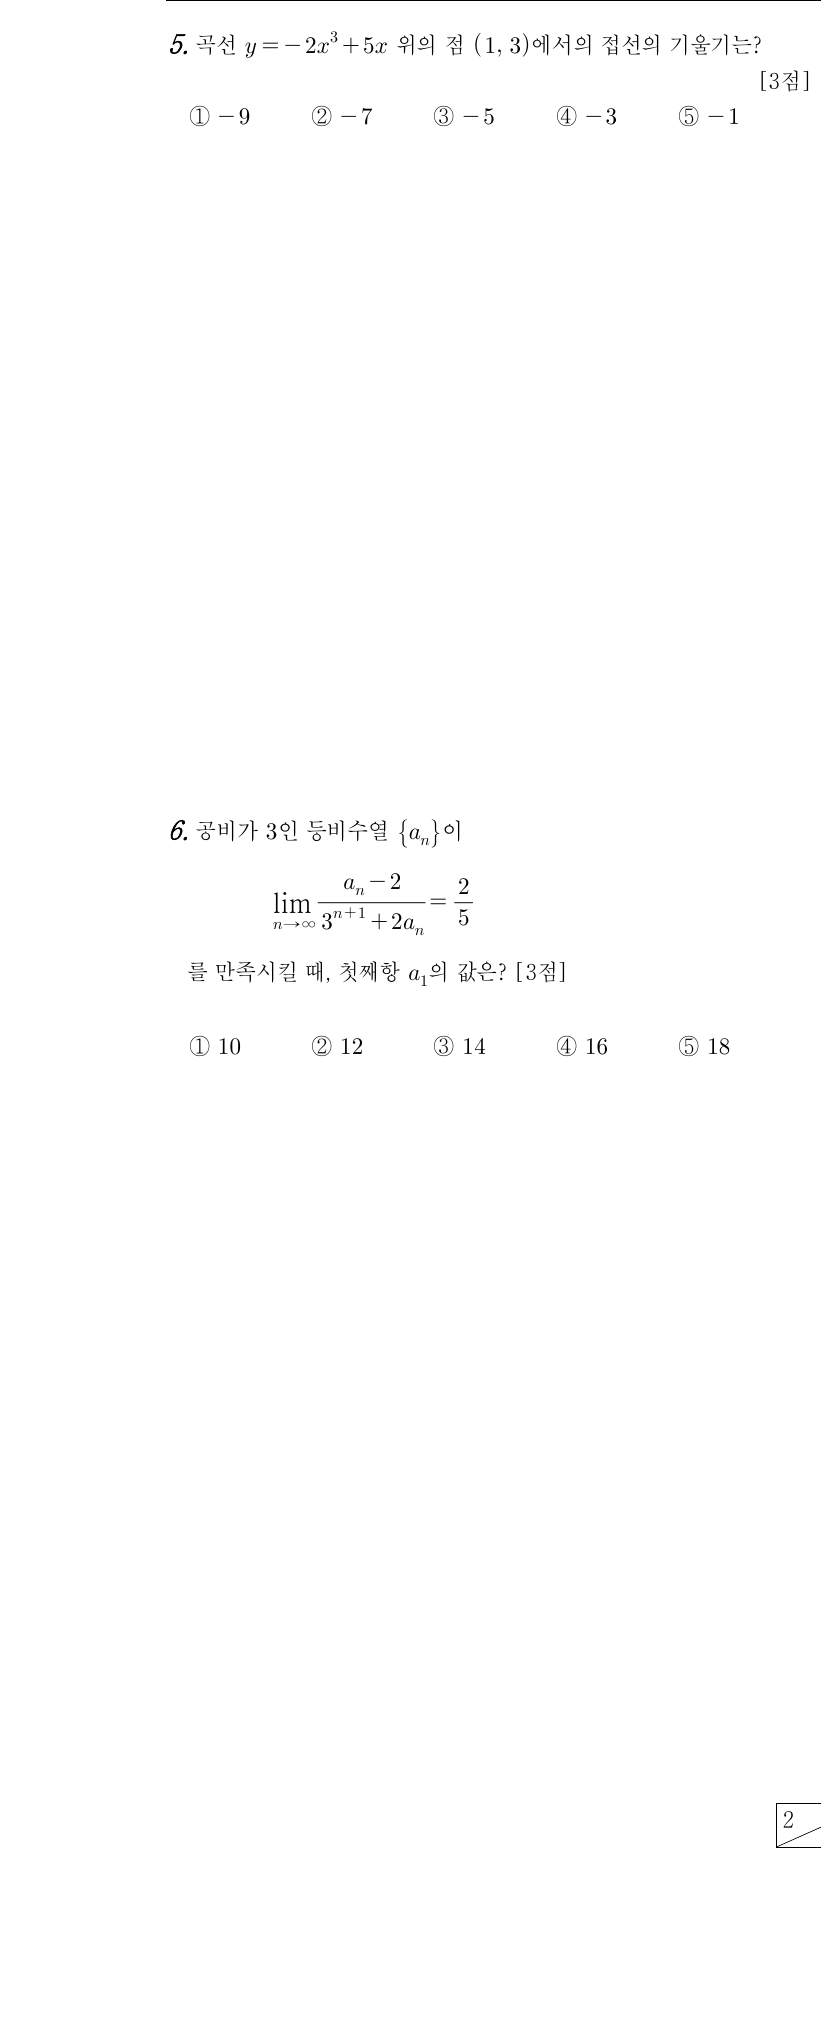 5. 곡선 $y=-2x^3+5x$ 위의 점 (1, 3)에서의 접선의 기울기는?
[3점]
① -9 ② -7 ③ -5 ④ -3 ⑤ -1
6. 공비가 3인 등비수열 $\{a_n\}$이
$\lim_{n \to \infty} \frac{a_n-2}{3^{n+1}+2a_n} = \frac{2}{5}$
를 만족시킬 때, 첫째항 $a_1$의 값은? [3점]
① 10 ② 12 ③ 14 ④ 16 ⑤ 18
2